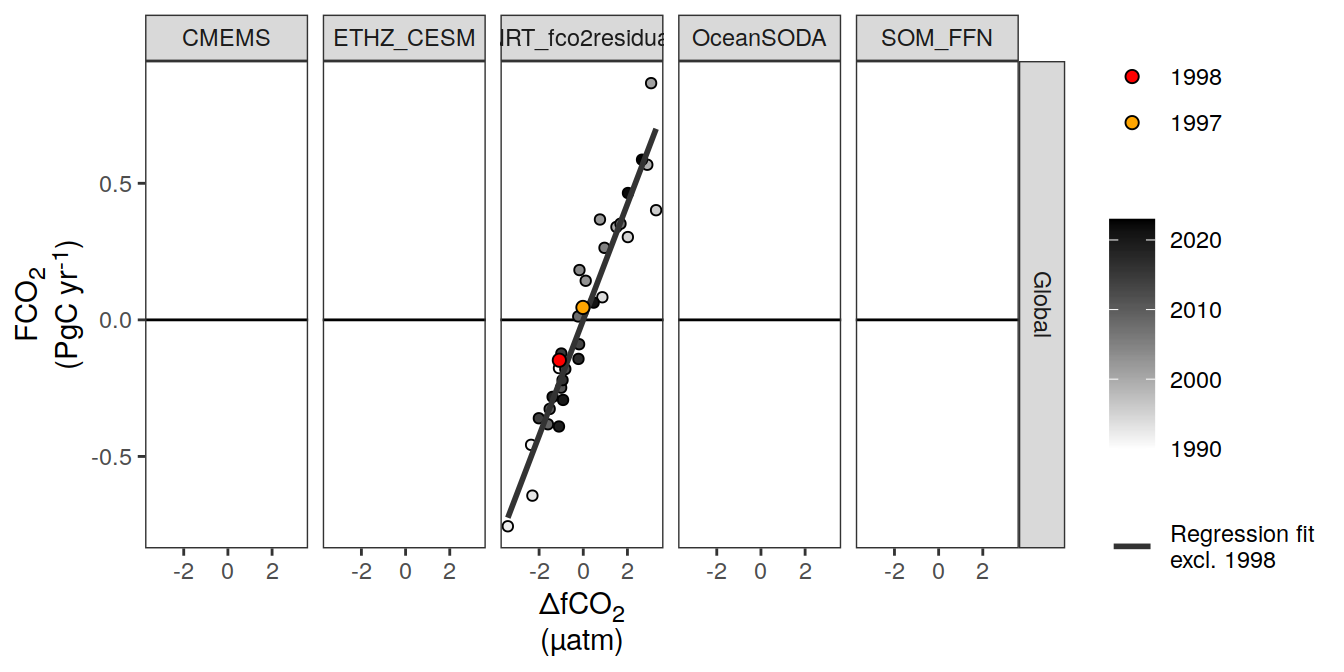 CMEMS ETHZ_CESM NRT_fco2residual OceanSODA SOM_FFN
1998
1997
0.5
0.0
-0.5
FCO2
(PgC yr-1)
Global
2020
2010
2000
1990
-2 0 2 -2 0 2 -2 0 2 -2 0 2 -2 0 2
ΔfCO2
(µatm)
Regression fit
excl. 1998